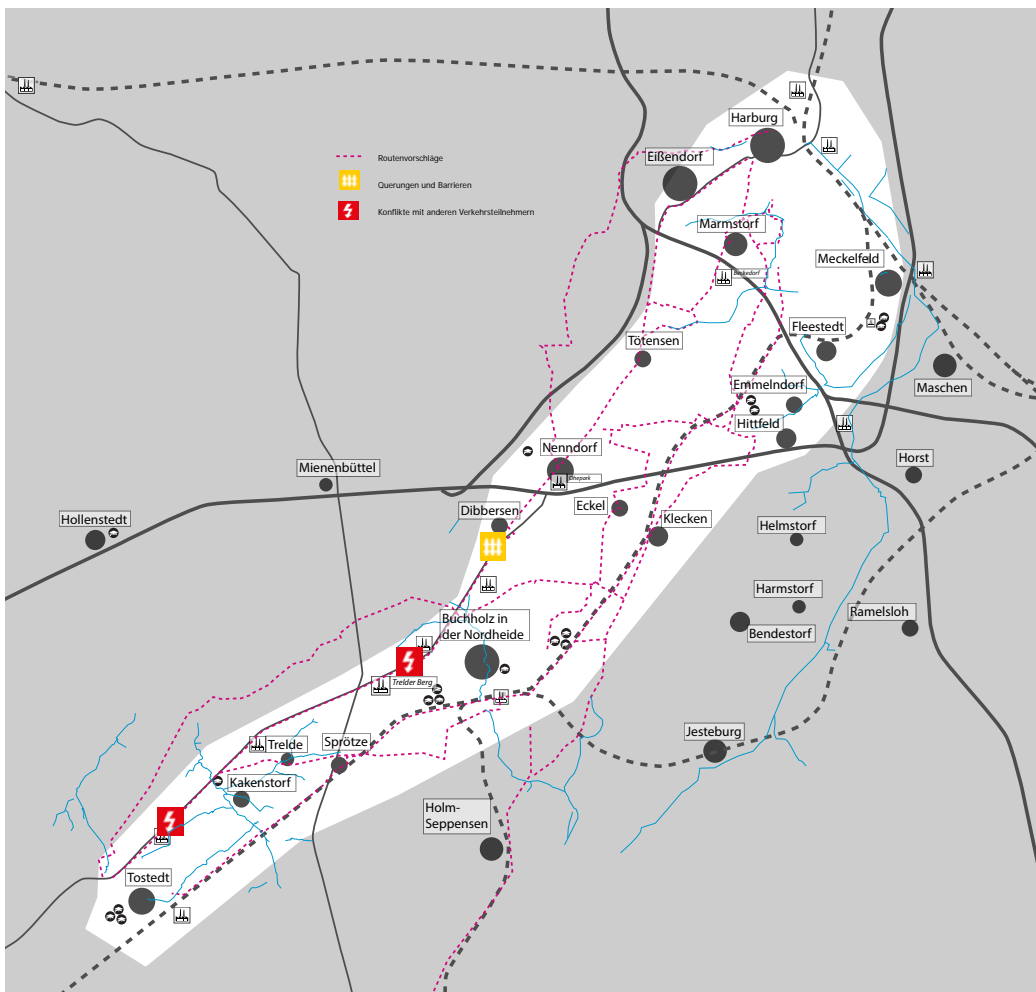 Harburg
Eißendorf
Routenvorschläge
Querungen und Barrieren
Konflikte mit anderen Verkehrsteilnehmern
Marmstorf
Meckelfeld
Beckedorf
Fleestedt
Tötensen
Maschen
Emmelndorf
Hittfeld
Nenndorf
Mienenbüttel
Horst
Dibbersen
Eckel
Klecken
Hollenstedt
Helmstorf
Harmstorf
Buchholz in
der Nordheide
Bendestorf
Ramelsloh
Trelder Berg
Jesteburg
Trelde
Sprötze
Kakenstorf
Holm-
Seppensen
Tostedt